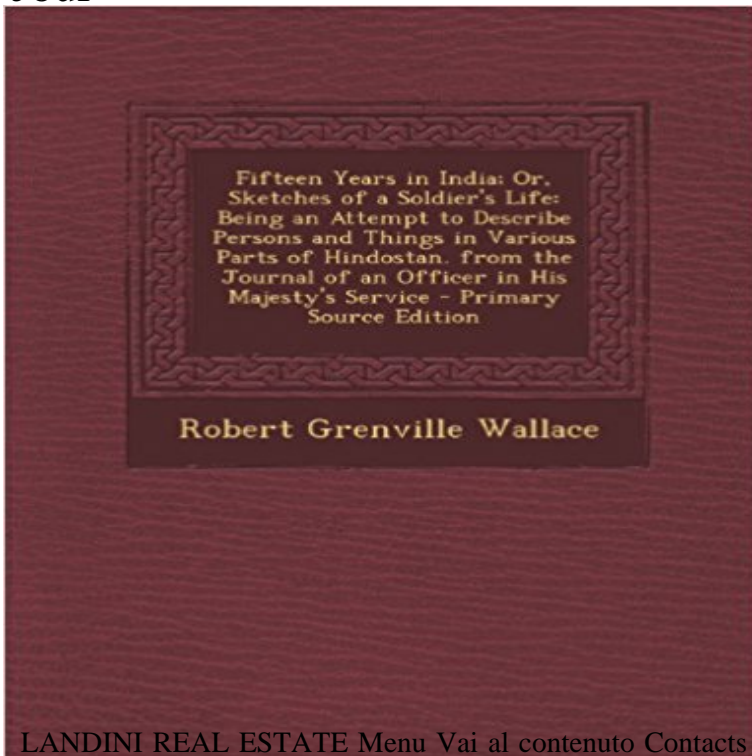 Fifteen Years in India; Or,
Sketches of a Soldier's Life:
Being an Attempt to Describe
Persons and Things in Various
Parts of Hindostan. from the
Journal of an Officer in His
Majesty's Service - Primary
Source Edition
Robert Grenville Wallace
LANDINI REAL ESTATE Menu Vai al contenuto Contacts